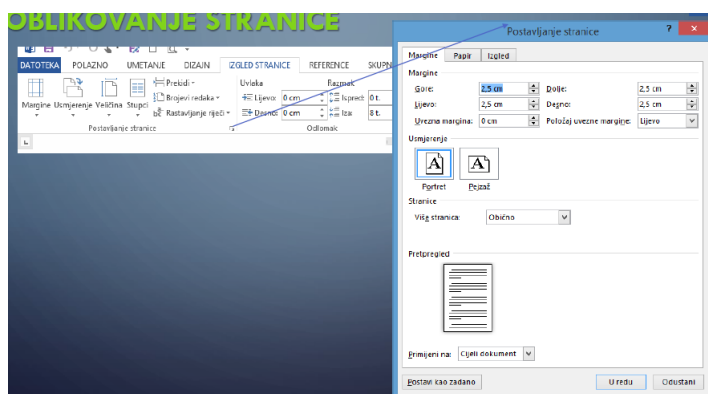 OBLIKOVANJE STRANICE
DATOTEKA POLAZNO UMETANJE DIZAJN IZGLED STRANICE REFERENCE SKUPN
Margine Usmjerenje Veličina Stupci
Prekidi
Brojevi redaka
Rastavljanje riječi
Postavljanje stranice
Uvlaka Razmak
Lijevo: 0 cm Ispred: 0 t.
Desno: 0 cm Iza: 8 t.
Odlomak
Postavljanje stranice ? ×
Margine Papir Izgled
Margine
Gore: 2,5 cm Dolje: 2,5 cm
Lijevo: 2,5 cm Desno: 2,5 cm
Uvezna margina: 0 cm Položaj uvezne margine: Lijevo
Usmjerenje
A A
Portret Pejzaž
Stranice
Više stranica: Obično
Pretpregled
Primijeni na: Cijeli dokument
Postavi kao zadano U redu Odustani